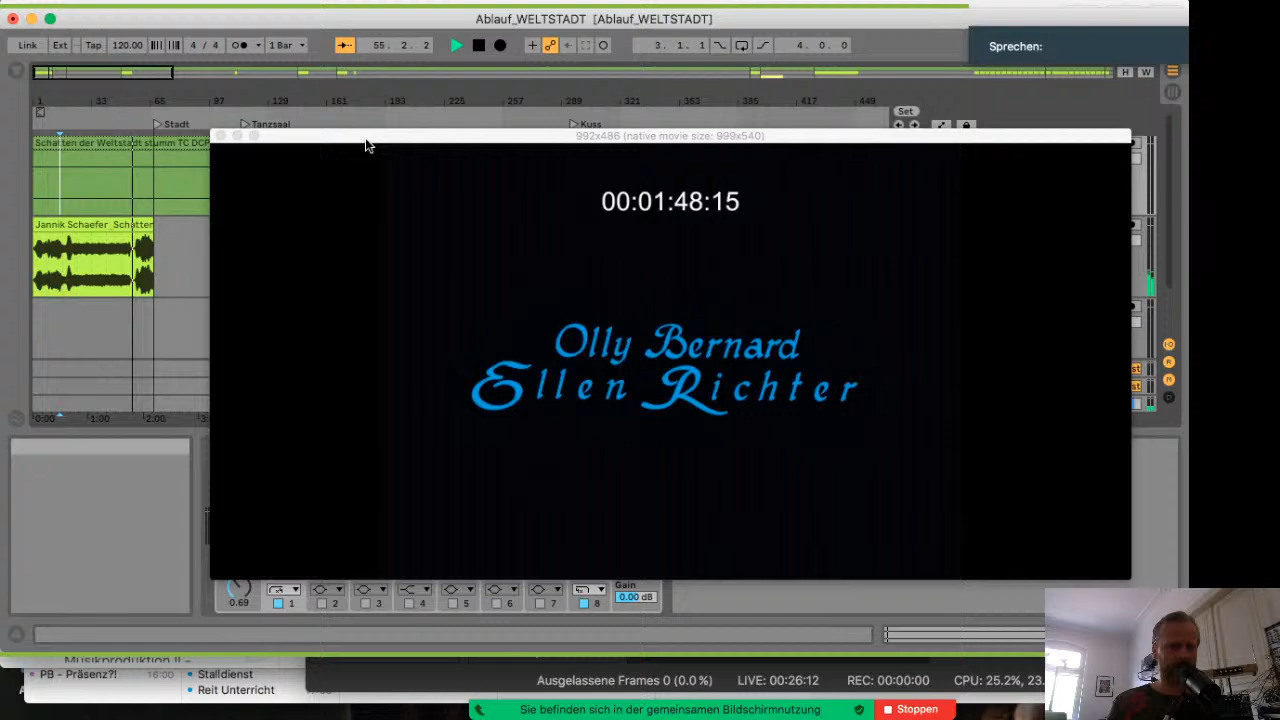 Ablauf_WELTSTADT [Ablauf_WELTSTADT]
Link Ext Tap 120.00 4 / 4 1 Bar 55. 2. 2 3. 1. 1 4. 0. 0
Sprechen:
H W
1 33 65 97 129 161 193 225 257 289 321 353 385 417 449
Set
Stadt Tanzsaal Kuss
992x486 (native movie size: 999x540)
Schatten der Weltstadt stumm TC DCP
00:01:48:15
Jannik Schaefer_Schatten
Olly Bernard
Ellen Richter
0:00 1:00 2:00 3:
Gain
0.69 1 2 3 4 5 6 7 8 0.00 dB
Musikproduktion !!
PB - Präsenz?! 16:00 Stalldienst
Reit Unterricht
Ausgelassene Frames 0 (0.0 %) LIVE: 00:26:12 REC: 00:00:00 CPU: 25.2%, 23.
Sie befinden sich in der gemeinsamen Bildschirmnutzung Stoppen